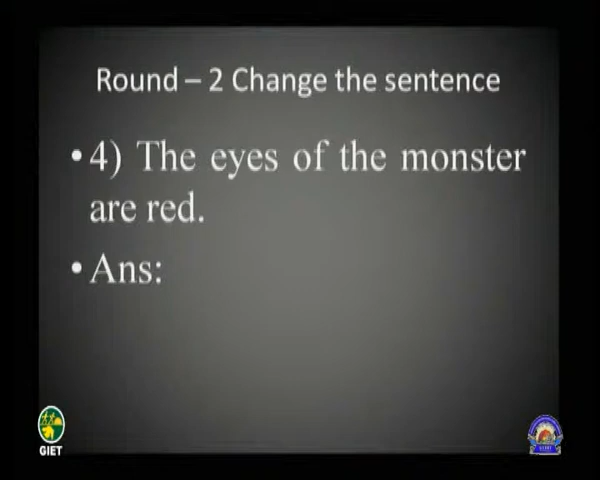 Round – 2 Change the sentence
• 4) The eyes of the monster
are red.
• Ans:
GIET